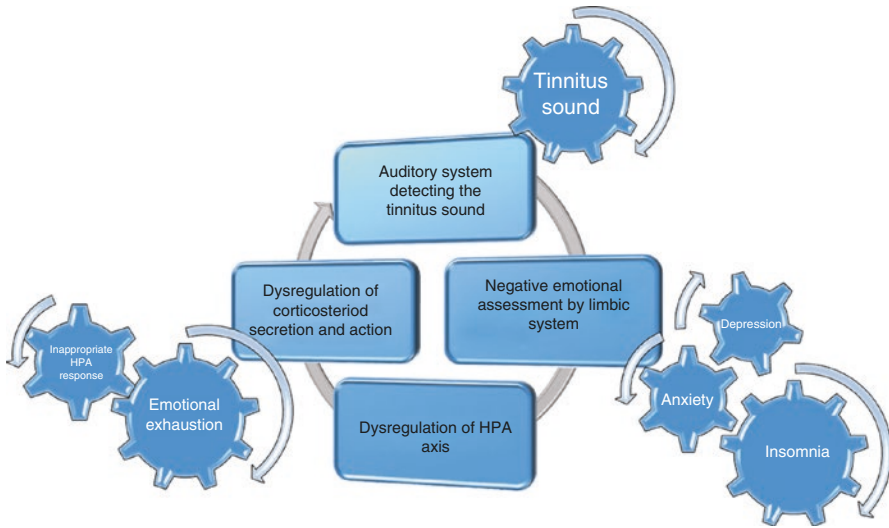 Tinnitus
sound
Auditory system
detecting the
tinnitus sound
Negative emotional
assessment by limbic
system
Dysregulation of HPA
axis
Dysregulation of
corticosteriod
secretion and action
Depression
Anxiety
Insomnia
Inappropriate
HPA
response
Emotional
exhaustion